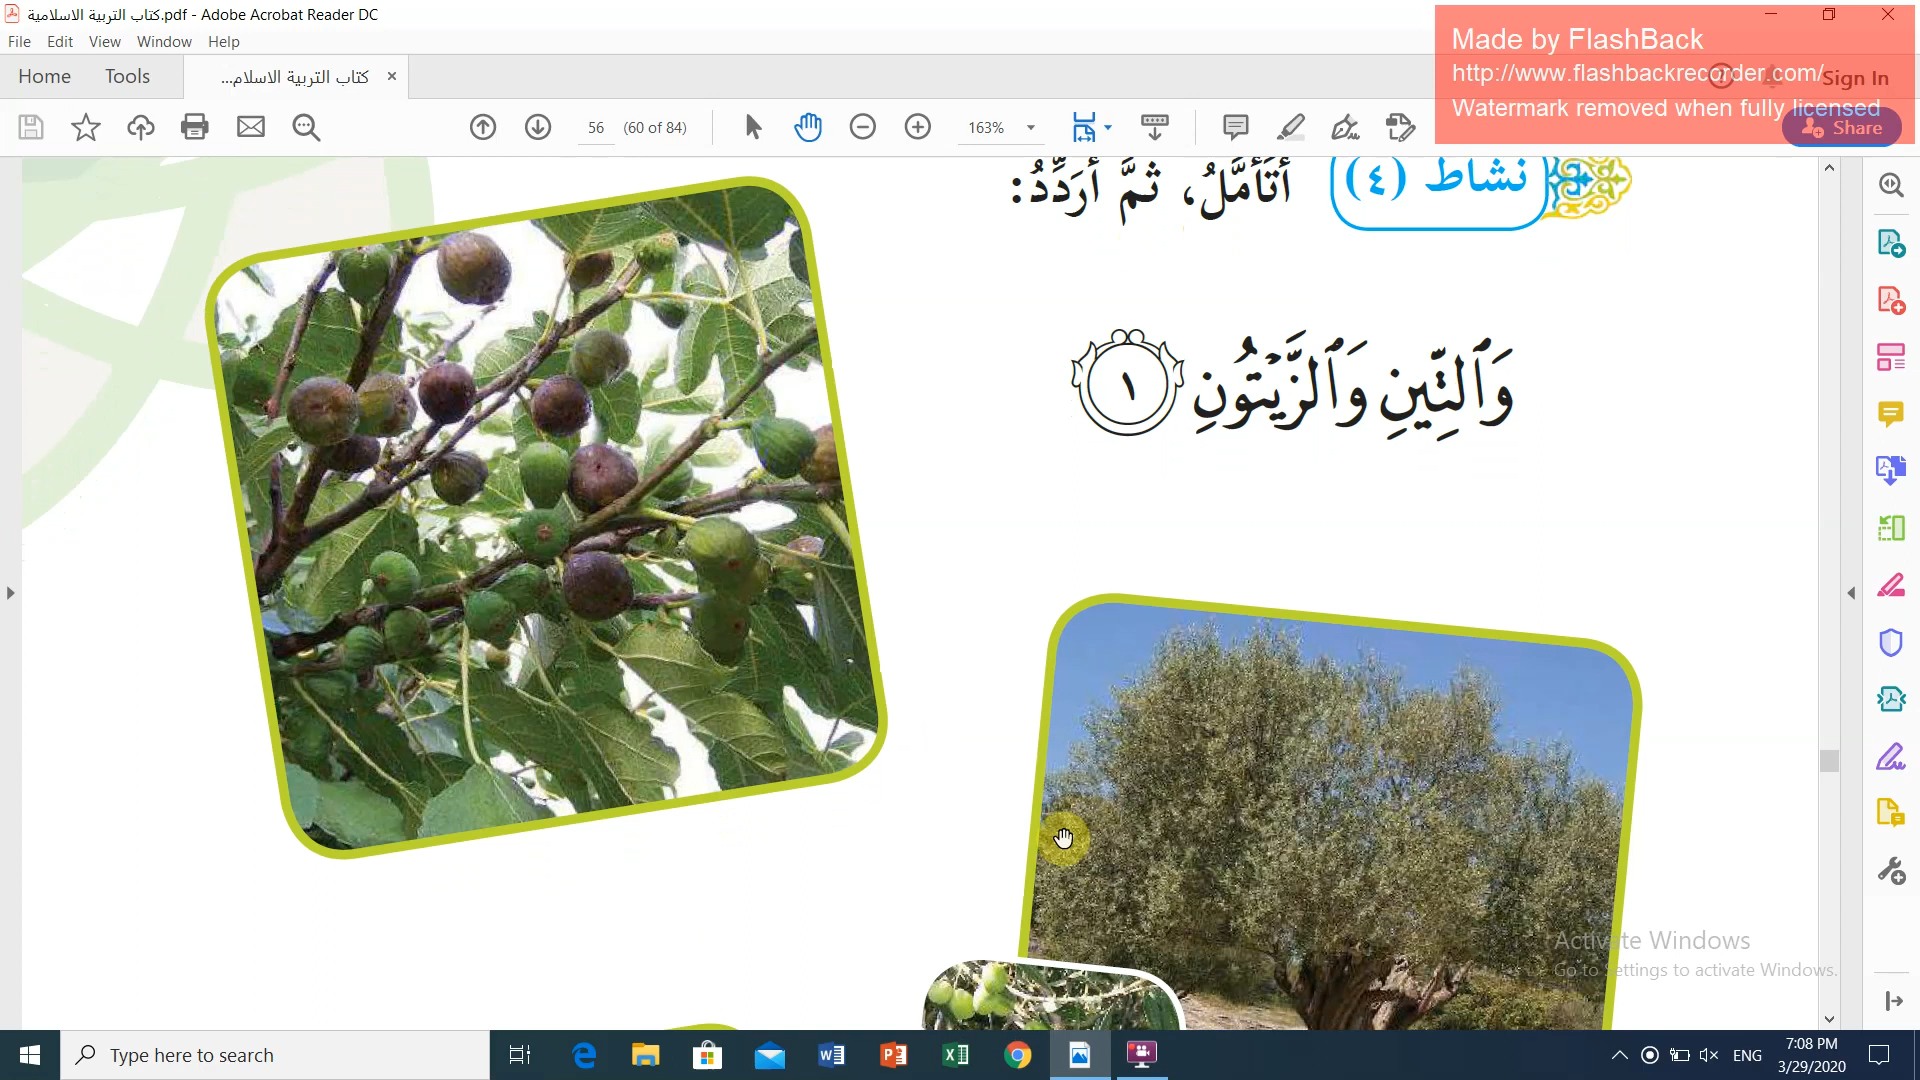 كتاب التربية الاسلامية.pdf - Adobe Acrobat Reader DC
File Edit View Window Help
Made by FlashBack
http://www.flashbackrecorder.com/
Watermark removed when fully licensed
Home Tools كتاب التربية الاسلام... Sign In
56 (60 of 84) 163% Share
نشاط (٤) أَتَأَمَّلُ، ثُمَّ أُرَدِّدُ:
وَٱلتِّينِ وَٱلزَّيۡتُونِ ١
Activate Windows
Go to Settings to activate Windows.
Type here to search
ENG
7:08 PM
3/29/2020